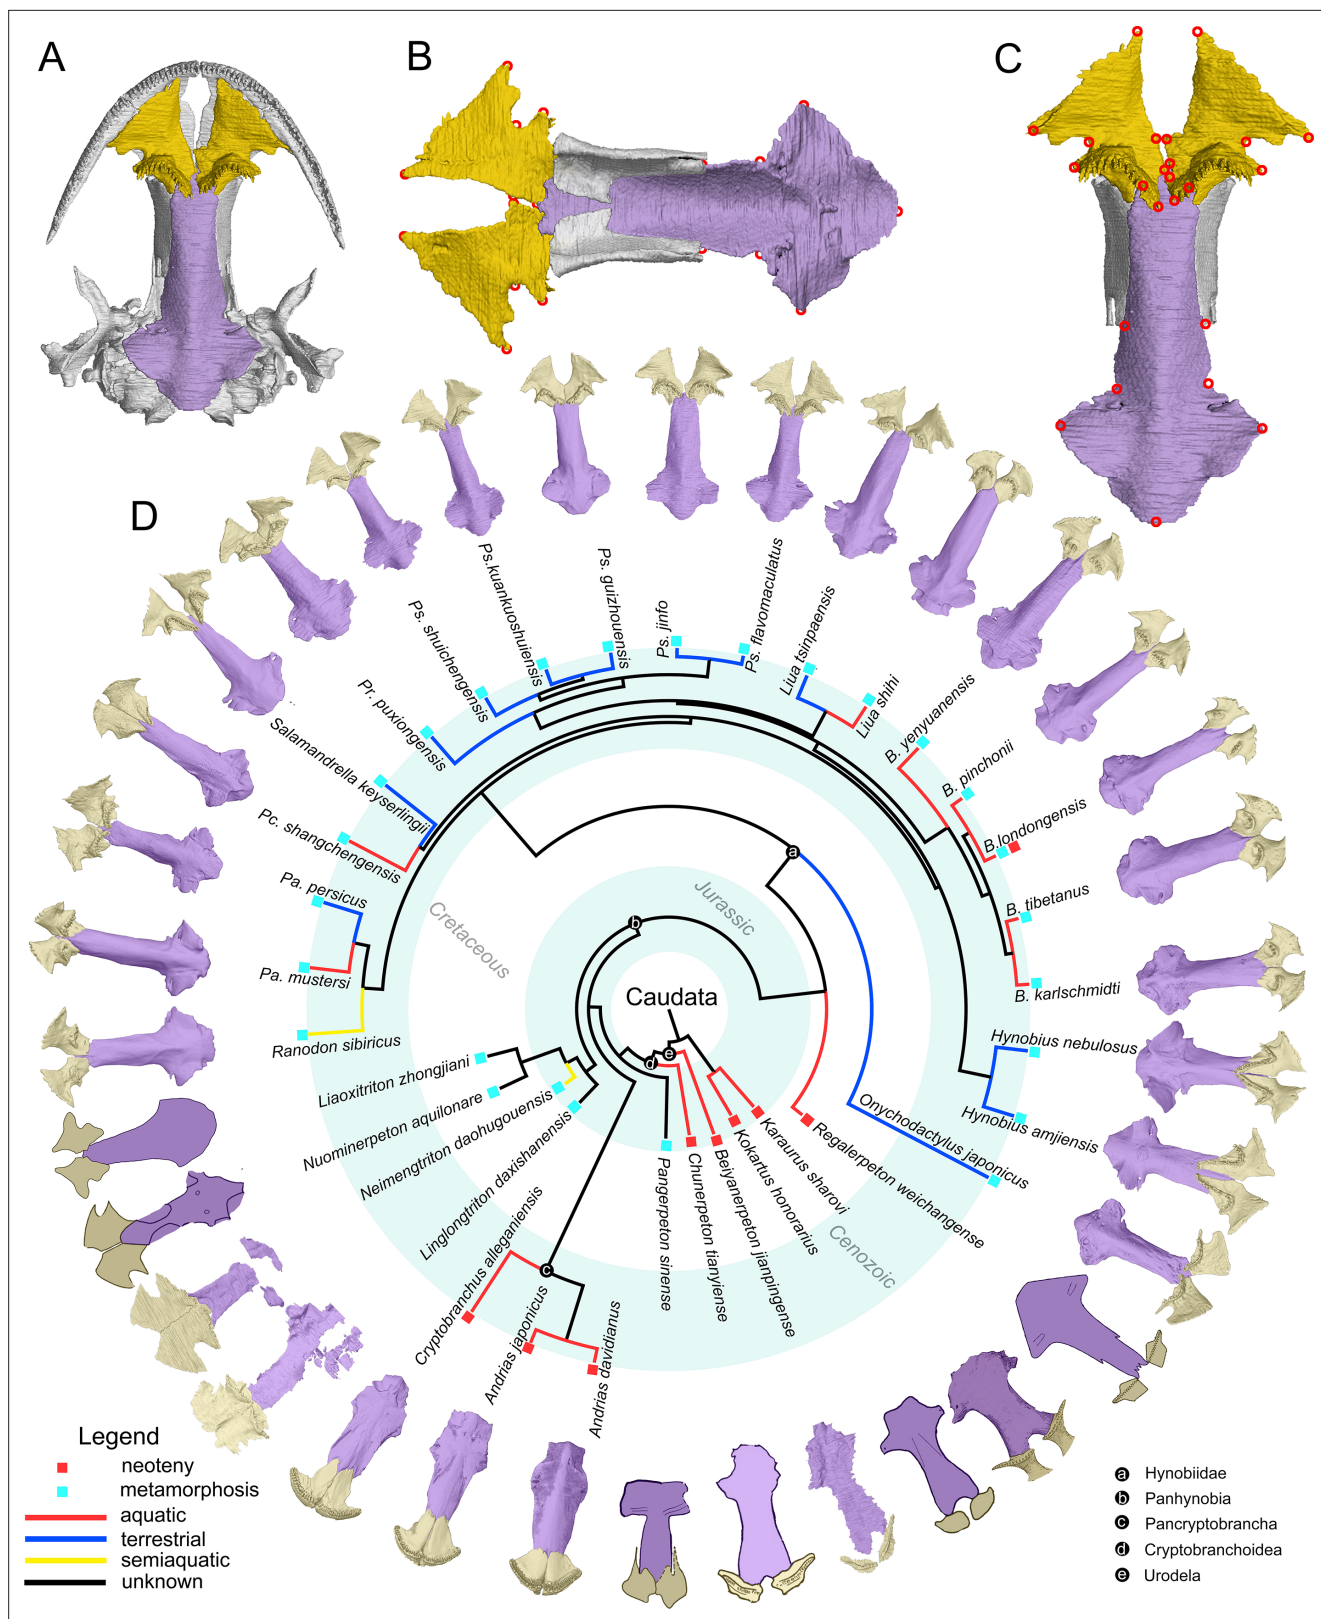 A
B
C
D
Ps. shuichengensis
Ps.kuankuoshuiensis
Ps. guizhouensis
Ps. jinfo
Ps. flavomaculatus
Liua tsinpaensis
Liua shihi
B. yenyuanensis
B. pinchonii
B.londongensis
B. tibetanus
B. karlschmidti
Hynobius nebulosus
Hynobius amjiensis
Onychodactylus japonicus
Regalerpeton weichangense
Karaurus sharovi
Kokartus honorarius
Beiyanerpeton jianpingense
Chunerpeton tianyiense
Pangerpeton sinense
Andrias davidianus
Andrias japonicus
Cryptobranchus alleganiensis
Linglongtriton daxishanensis
Neimengtriton daohugouensis
Nuominerpeton aquilonare
Liaoxitriton zhongjiani
Ranodon sibiricus
Pa. mustersi
Pa. persicus
Pc. shangchengensis
Salamandrella keyserlingii
Pr. puxiongensis
Cretaceous
Jurassic
Cenozoic
Caudata
a
b
c
d
e
Legend
neoteny
metamorphosis
aquatic
terrestrial
semiaquatic
unknown
a Hynobiidae
b Panhynobia
c Pancryptobrancha
d Cryptobranchoidea
e Urodela